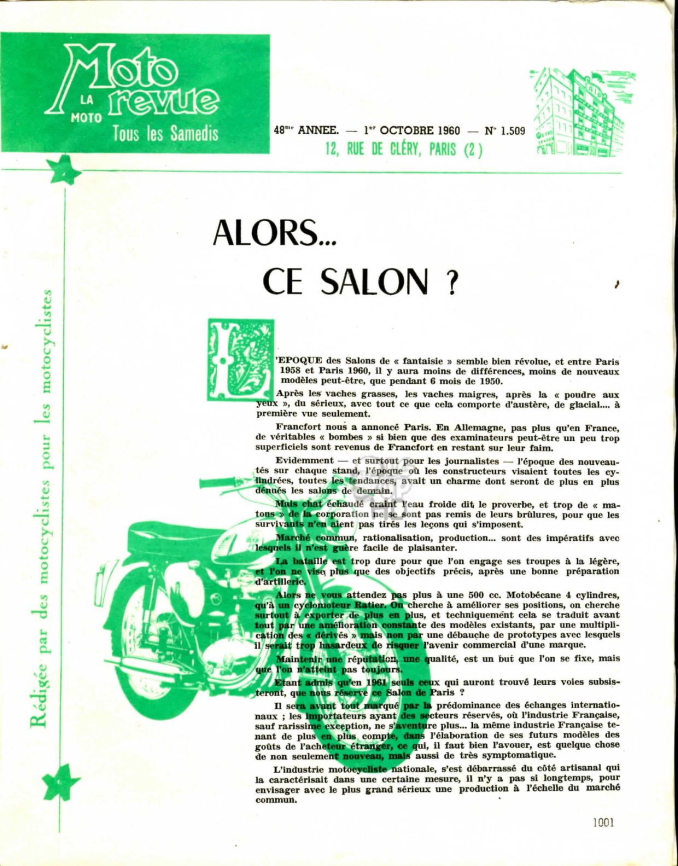 Moto
LA revue
MOTO
Tous les Samedis
48me ANNEE. — 1er OCTOBRE 1960 — N° 1.509
12, RUE DE CLÉRY, PARIS (2)
Rédigée par des motocyclistes pour les motocyclistes
ALORS...
CE SALON ?
L
'EPOQUE des Salons de « fantaisie » semble bien révolue, et entre Paris
1958 et Paris 1960, il y aura moins de différences, moins de nouveaux
modèles peut-être, que pendant 6 mois de 1950.
Après les vaches grasses, les vaches maigres, après la « poudre aux
yeux », du sérieux, avec tout ce que cela comporte d'austère, de glacial.... à
première vue seulement.
Francfort nous a annoncé Paris. En Allemagne, pas plus qu'en France,
de véritables « bombes » si bien que des examinateurs peut-être un peu trop
superficiels sont revenus de Francfort en restant sur leur faim.
Evidemment — et surtout pour les journalistes — l'époque des nouveau-
tés sur chaque stand, l'époque où les constructeurs visaient toutes les cy-
lindrées, toutes les tendances, avait un charme dont seront de plus en plus
dénués les salons de demain.
Mais chat échaudé craint l'eau froide dit le proverbe, et trop de « ma-
tons » de la corporation ne se sont pas remis de leurs brûlures, pour que les
survivants n'en aient pas tirés les leçons qui s'imposent.
Marché commun, rationalisation, production... sont des impératifs avec
lesquels il n'est guère facile de plaisanter.
La bataille est trop dure pour que l'on engage ses troupes à la légère,
et l'on ne vise plus que des objectifs précis, après une bonne préparation
d'artillerie.
Alors ne vous attendez pas plus à une 500 cc. Motobécane 4 cylindres,
qu'à un cyclomoteur Ratier. On cherche à améliorer ses positions, on cherche
surtout à exporter de plus en plus, et techniquement cela se traduit avant
tout par une amélioration constante des modèles existants, par une multipli-
cation des « dérivés » mais non par une débauche de prototypes avec lesquels
il serait trop hasardeux de risquer l'avenir commercial d'une marque.
Maintenir une réputation, une qualité, est un but que l'on se fixe, mais
que l'on n'atteint pas toujours.
Etant admis qu'en 1961 seuls ceux qui auront trouvé leurs voies subsis-
teront, que nous réserve ce Salon de Paris ?
Il sera avant tout marqué par la prédominance des échanges internatio-
naux ; les importateurs ayant des secteurs réservés, où l'industrie Française,
sauf rarissime exception, ne s'aventure plus... la même industrie Française te-
nant de plus en plus compte, dans l'élaboration de ses futurs modèles des
goûts de l'acheteur étranger, ce qui, il faut bien l'avouer, est quelque chose
de non seulement nouveau, mais aussi de très symptomatique.
L'industrie motocycliste nationale, s'est débarrassé du côté artisanal qui
la caractérisait dans une certaine mesure, il n'y a pas si longtemps, pour
envisager avec le plus grand sérieux une production à l'échelle du marché
commun.
1001